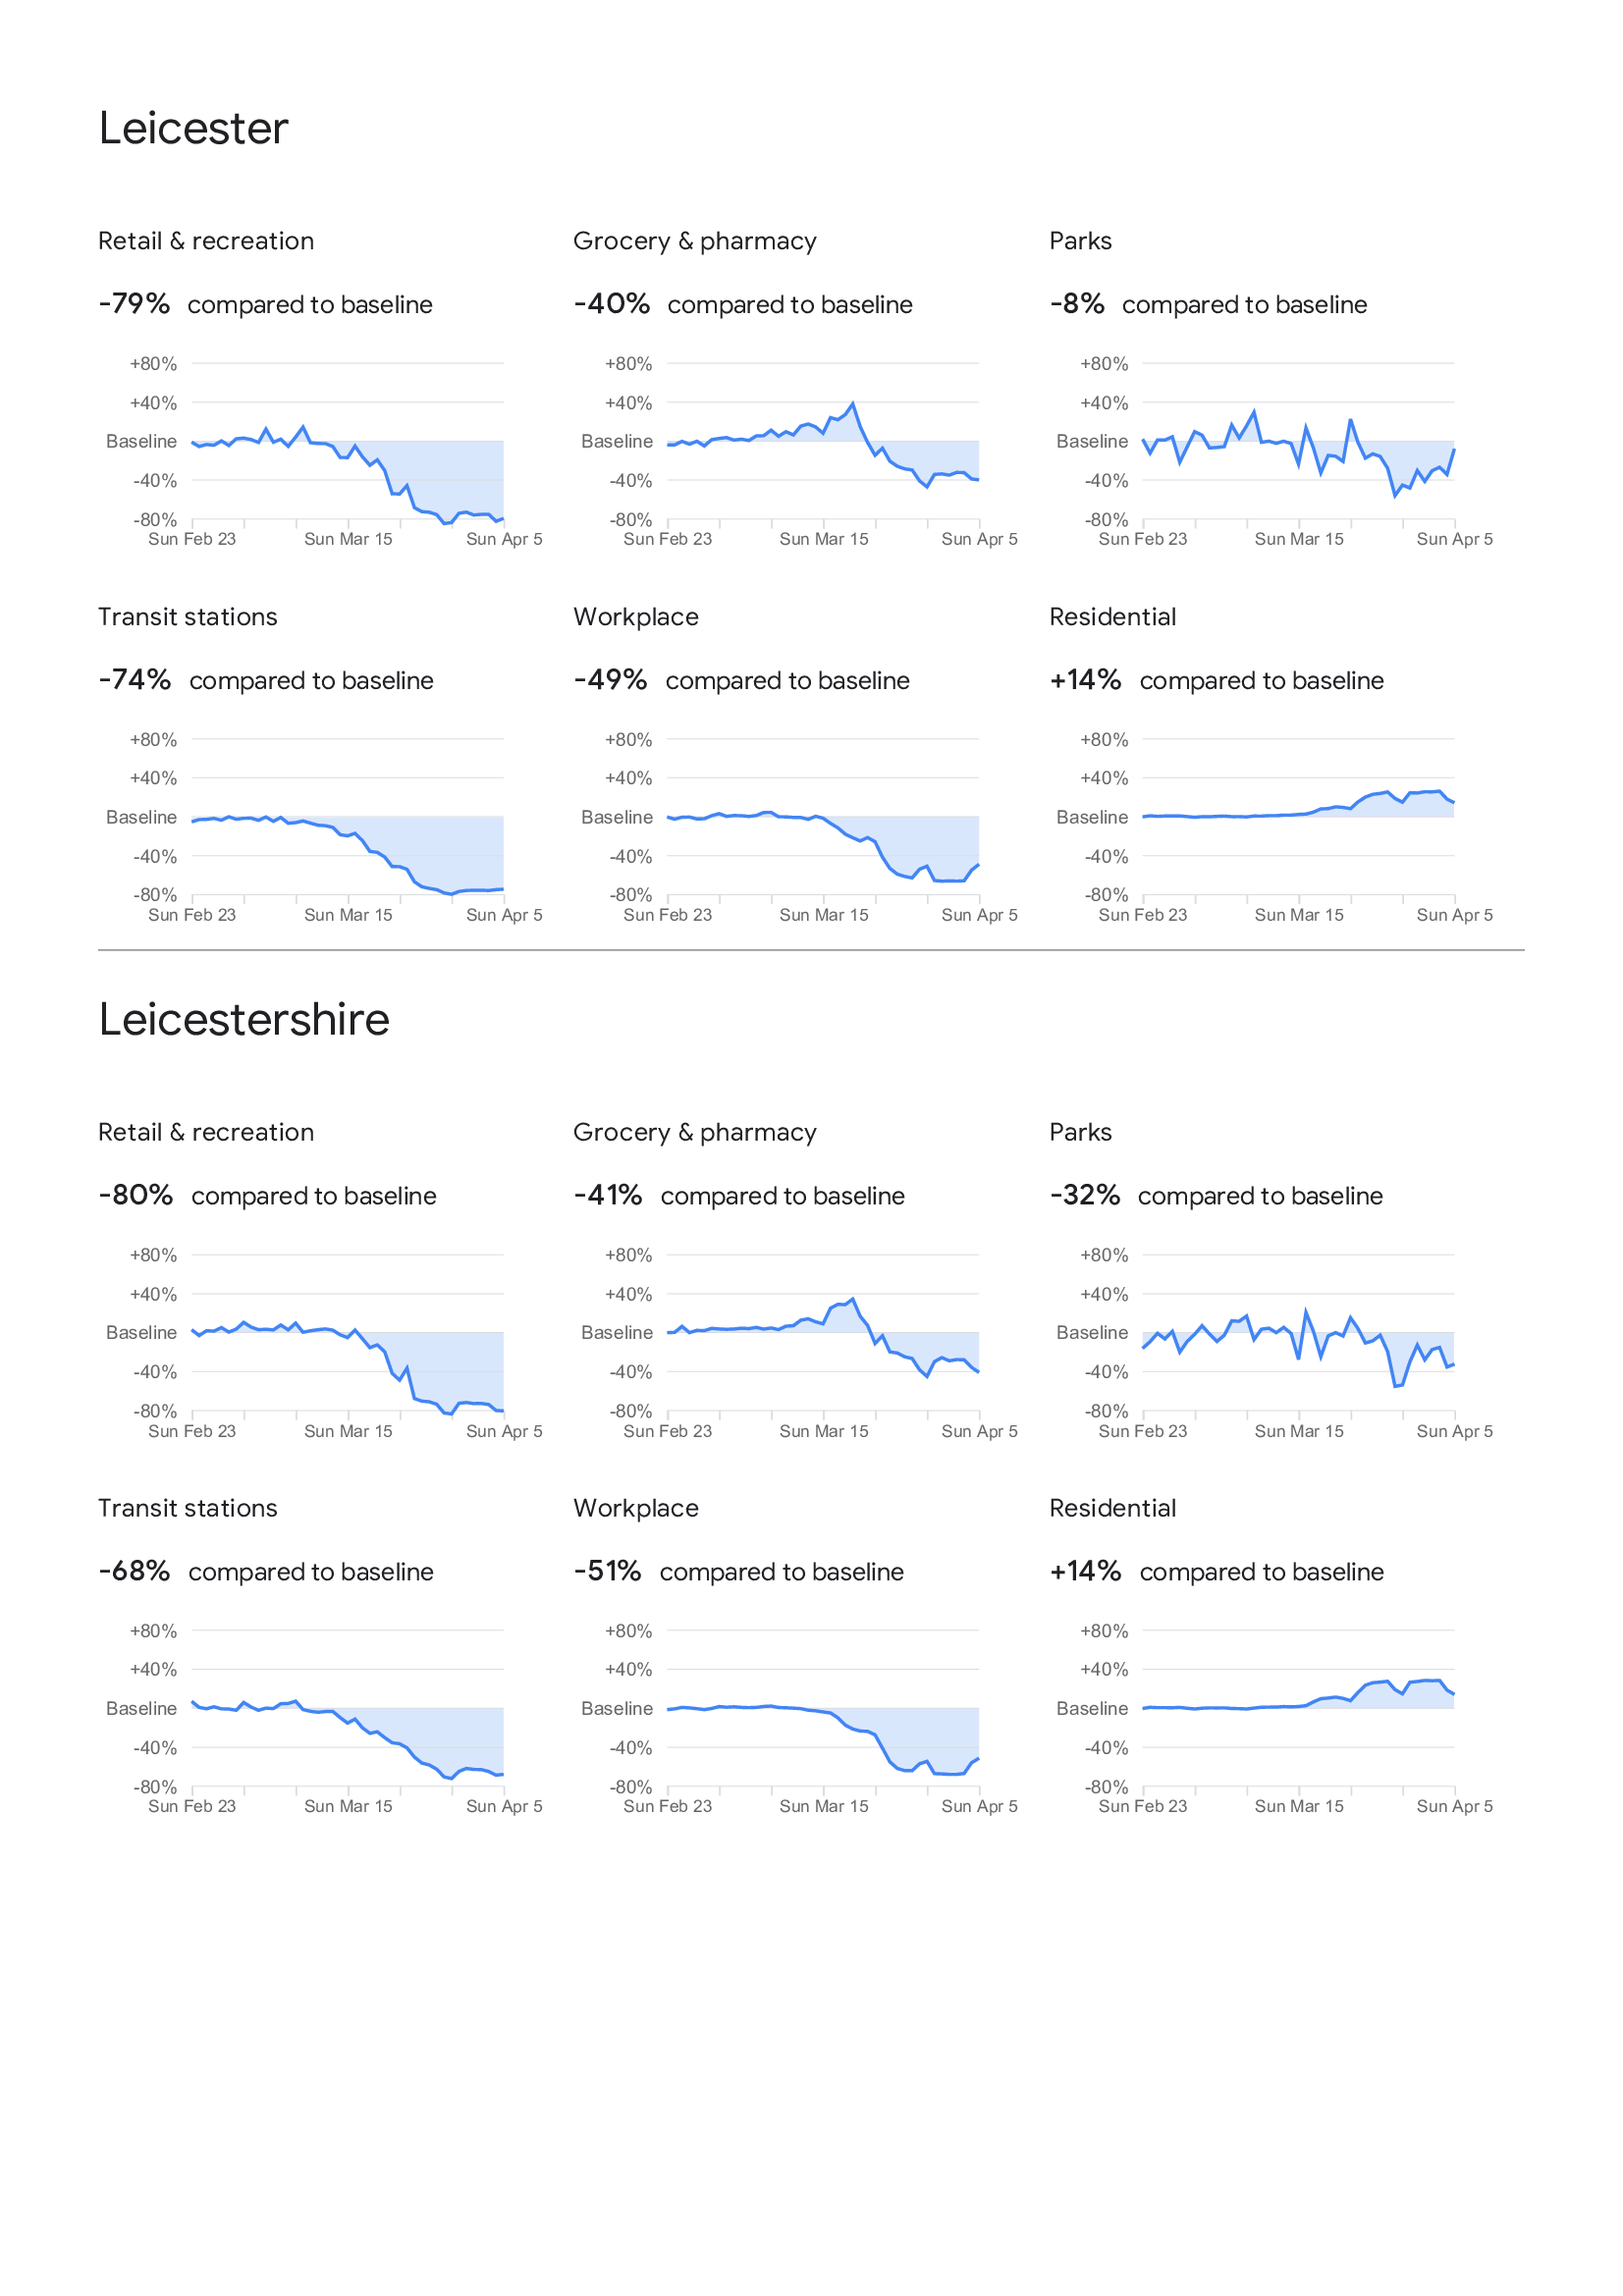 Leicester
Retail & recreation
-79% compared to baseline
+80%
+40%
Baseline
-40%
-80%
Sun Feb 23 Sun Mar 15 Sun Apr 5
Grocery & pharmacy
-40% compared to baseline
+80%
+40%
Baseline
-40%
-80%
Sun Feb 23 Sun Mar 15 Sun Apr 5
Parks
-8% compared to baseline
+80%
+40%
Baseline
-40%
-80%
Sun Feb 23 Sun Mar 15 Sun Apr 5
Transit stations
-74% compared to baseline
+80%
+40%
Baseline
-40%
-80%
Sun Feb 23 Sun Mar 15 Sun Apr 5
Workplace
-49% compared to baseline
+80%
+40%
Baseline
-40%
-80%
Sun Feb 23 Sun Mar 15 Sun Apr 5
Residential
+14% compared to baseline
+80%
+40%
Baseline
-40%
-80%
Sun Feb 23 Sun Mar 15 Sun Apr 5
Leicestershire
Retail & recreation
-80% compared to baseline
+80%
+40%
Baseline
-40%
-80%
Sun Feb 23 Sun Mar 15 Sun Apr 5
Grocery & pharmacy
-41% compared to baseline
+80%
+40%
Baseline
-40%
-80%
Sun Feb 23 Sun Mar 15 Sun Apr 5
Parks
-32% compared to baseline
+80%
+40%
Baseline
-40%
-80%
Sun Feb 23 Sun Mar 15 Sun Apr 5
Transit stations
-68% compared to baseline
+80%
+40%
Baseline
-40%
-80%
Sun Feb 23 Sun Mar 15 Sun Apr 5
Workplace
-51% compared to baseline
+80%
+40%
Baseline
-40%
-80%
Sun Feb 23 Sun Mar 15 Sun Apr 5
Residential
+14% compared to baseline
+80%
+40%
Baseline
-40%
-80%
Sun Feb 23 Sun Mar 15 Sun Apr 5